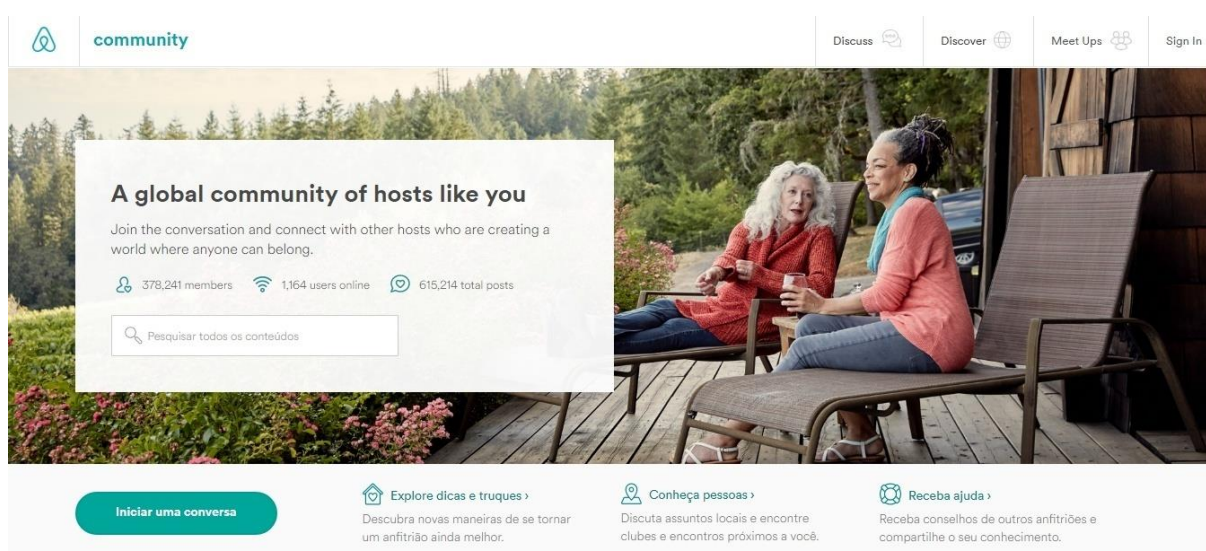 community
Discuss
Discover
Meet Ups
Sign In
A global community of hosts like you
Join the conversation and connect with other hosts who are creating a
world where anyone can belong.
378,241 members 1,164 users online 615,214 total posts
Pesquisar todos os conteúdos
Iniciar uma conversa
Explore dicas e truques ›
Descubra novas maneiras de se tornar
um anfitrião ainda melhor.
Conheça pessoas ›
Discuta assuntos locais e encontre
clubes e encontros próximos a você.
Receba ajuda ›
Receba conselhos de outros anfitriões e
compartilhe o seu conhecimento.